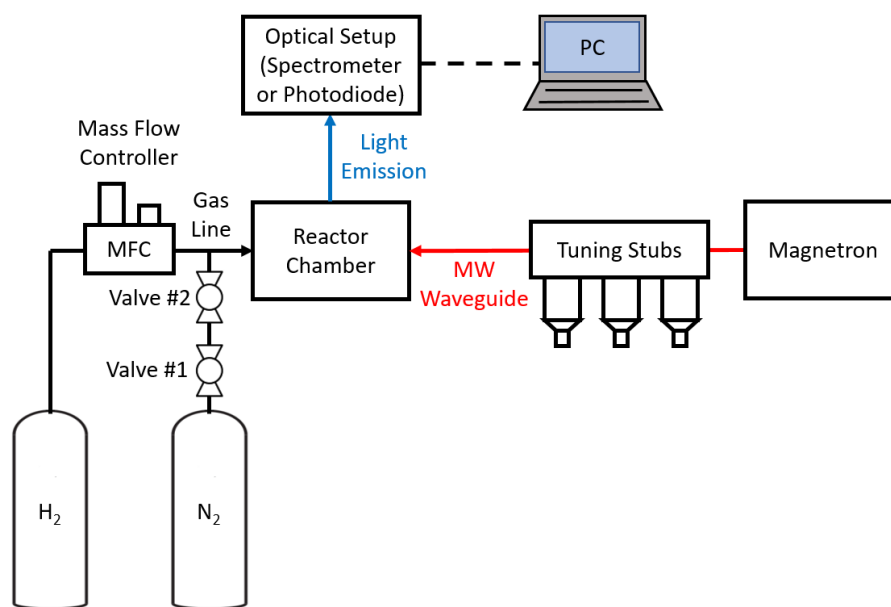 Optical Setup
(Spectrometer
or Photodiode)
PC
Mass Flow
Controller
Light
Emission
Gas
Line
MFC
Reactor
Chamber
Tuning Stubs
Magnetron
MW
Waveguide
Valve #2
Valve #1
H₂
N₂